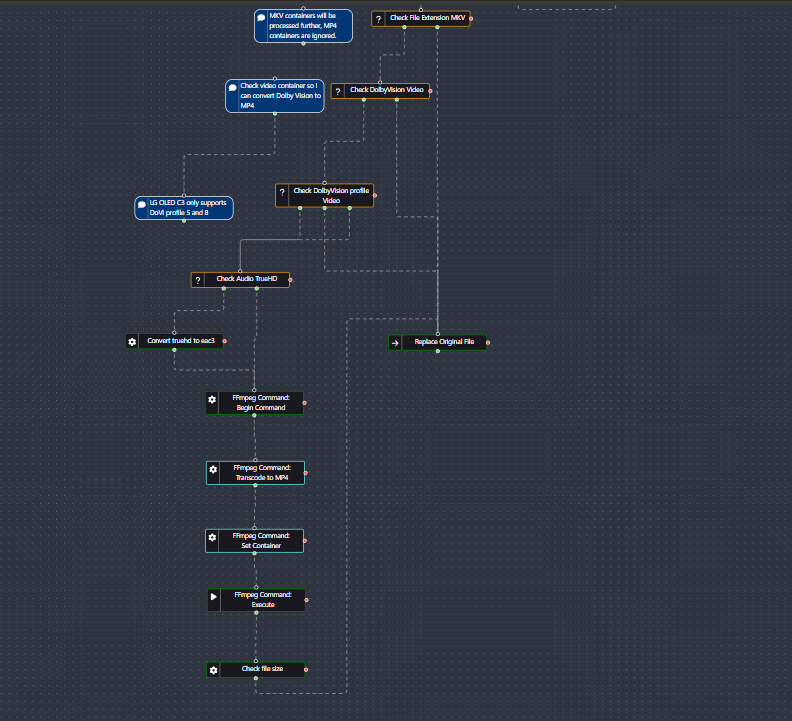 MKV containers will be
processed further, MP4
containers are ignored.
Check File Extension MKV
Check video container so I
can convert Dolby Vision to
MP4
Check DolbyVision Video
Check DolbyVision profile
Video
LG OLED C3 only supports
DoVi profile 5 and 8
Check Audio TrueHD
Convert truehd to eac3
Replace Original File
FFmpeg Command:
Begin Command
FFmpeg Command:
Transcode to MP4
FFmpeg Command:
Set Container
FFmpeg Command:
Execute
Check file size